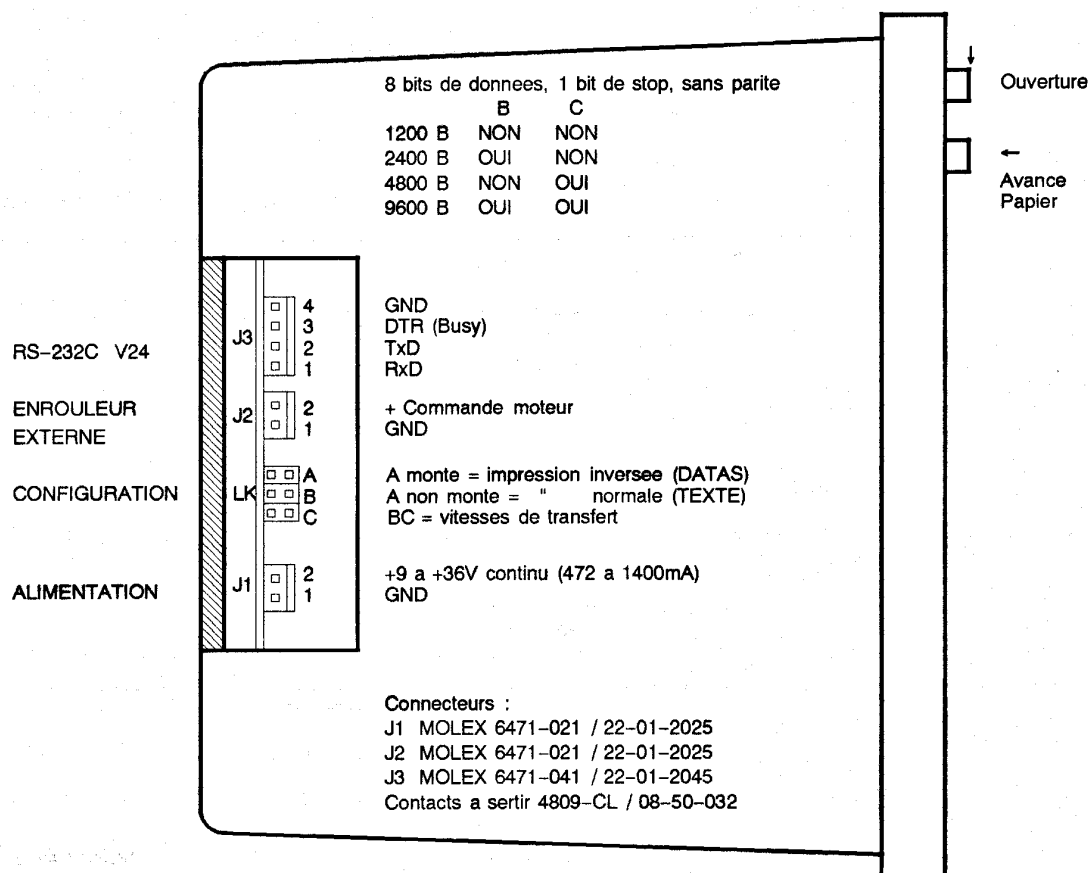 8 bits de donnees, 1 bit de stop, sans parite
B C
1200 B NON NON
2400 B OUI NON
4800 B NON OUI
9600 B OUI OUI
Ouverture
Avance
Papier
RS-232C V24
J3
4 GND
3 DTR (Busy)
2 TxD
1 RxD
ENROULEUR
EXTERNE
J2
2 + Commande moteur
1 GND
CONFIGURATION
LK
A A monte = impression inversee (DATAS)
B A non monte = " normale (TEXTE)
C BC = vitesses de transfert
ALIMENTATION
J1
2 +9 a +36V continu (472 a 1400mA)
1 GND
Connecteurs :
J1 MOLEX 6471-021 / 22-01-2025
J2 MOLEX 6471-021 / 22-01-2025
J3 MOLEX 6471-041 / 22-01-2045
Contacts a sertir 4809-CL / 08-50-032